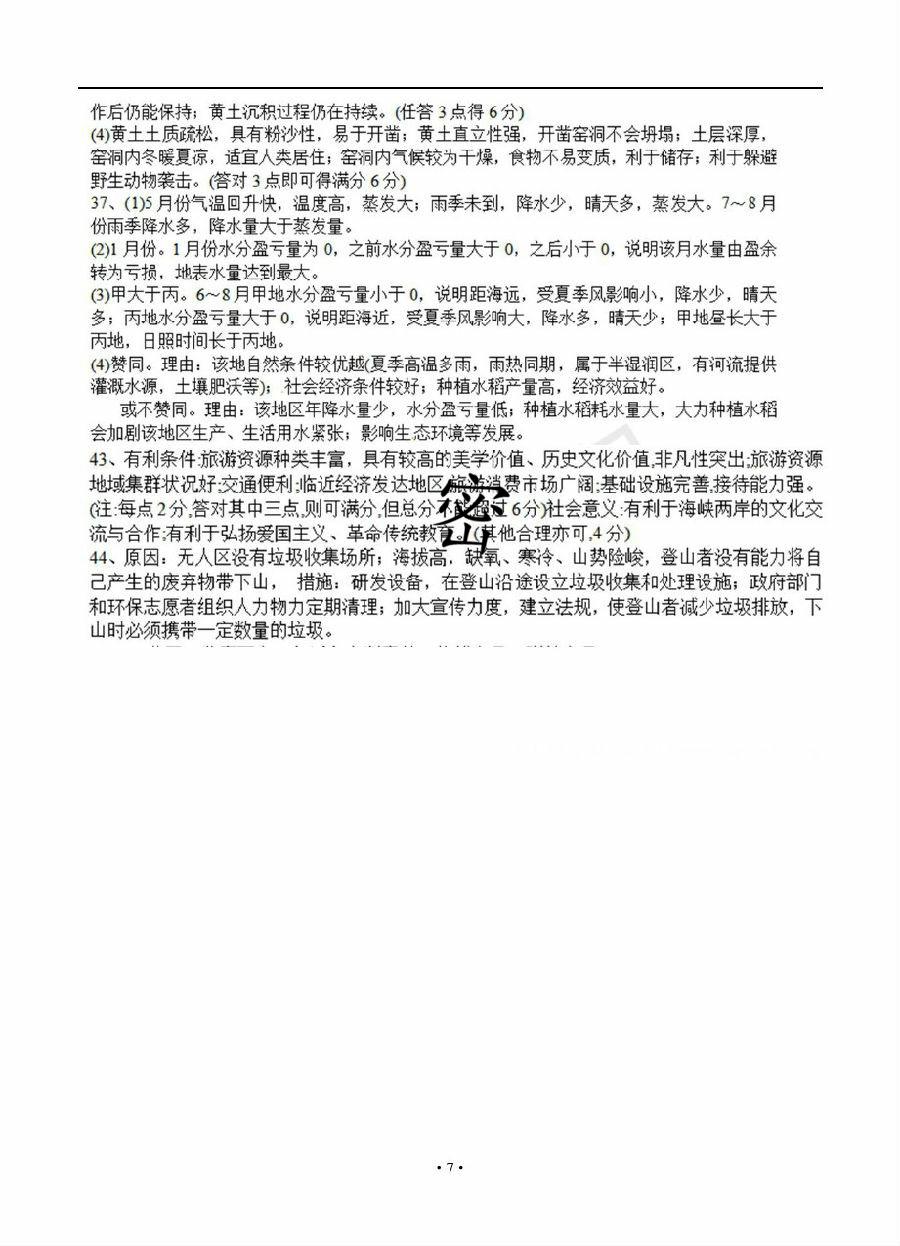 作后仍能保持；黄土沉积过程仍在持续。(任答 3 点得 6 分)
(4)黄土土质疏松，具有粉沙性，易于开凿；黄土直立性强，开凿窑洞不会坍塌；土层深厚，
窑洞内冬暖夏凉，适宜人类居住；窑洞内气候较为干燥，食物不易变质，利于储存；利于躲避
野生动物袭击。(答对 3 点即可得满分 6 分)
37、(1)5 月份气温回升快，温度高，蒸发大；雨季未到，降水少，晴天多，蒸发大。7～8 月
份雨季降水多，降水量大于蒸发量。
(2)1 月份。1 月份水分盈亏量为 0，之前水分盈亏量大于 0，之后小于 0，说明该月水量由盈余
转为亏损，地表水量达到最大。
(3)甲大于丙。6～8 月甲地水分盈亏量小于 0，说明距海远，受夏季风影响小，降水少，晴天
多；丙地水分盈亏量大于 0，说明距海近，受夏季风影响大，降水多，晴天少；甲地昼长大于
丙地，日照时间长于丙地。
(4)赞同。理由：该地自然条件较优越(夏季高温多雨，雨热同期，属于半湿润区，有河流提供
灌溉水源，土壤肥沃等)；社会经济条件较好；种植水稻产量高，经济效益好。
或不赞同。理由：该地区年降水量少，水分盈亏量低；种植水稻耗水量大，大力种植水稻
会加剧该地区生产、生活用水紧张；影响生态环境等发展。
43、有利条件:旅游资源种类丰富，具有较高的美学价值、历史文化价值,非凡性突出;旅游资源
地域集群状况好;交通便利;临近经济发达地区,旅游消费市场广阔;基础设施完善,接待能力强。
(注:每点 2 分,答对其中三点,则可满分,但总分不能超过 6 分)社会意义:有利于海峡两岸的文化交
流与合作;有利于弘扬爱国主义、革命传统教育。(其他合理亦可,4 分)
密
44、原因：无人区没有垃圾收集场所；海拔高，缺氧、寒冷、山势险峻，登山者没有能力将自
己产生的废弃物带下山， 措施：研发设备，在登山沿途设立垃圾收集和处理设施；政府部门
和环保志愿者组织人力物力定期清理；加大宣传力度，建立法规，使登山者减少垃圾排放，下
山时必须携带一定数量的垃圾。
• 7 •